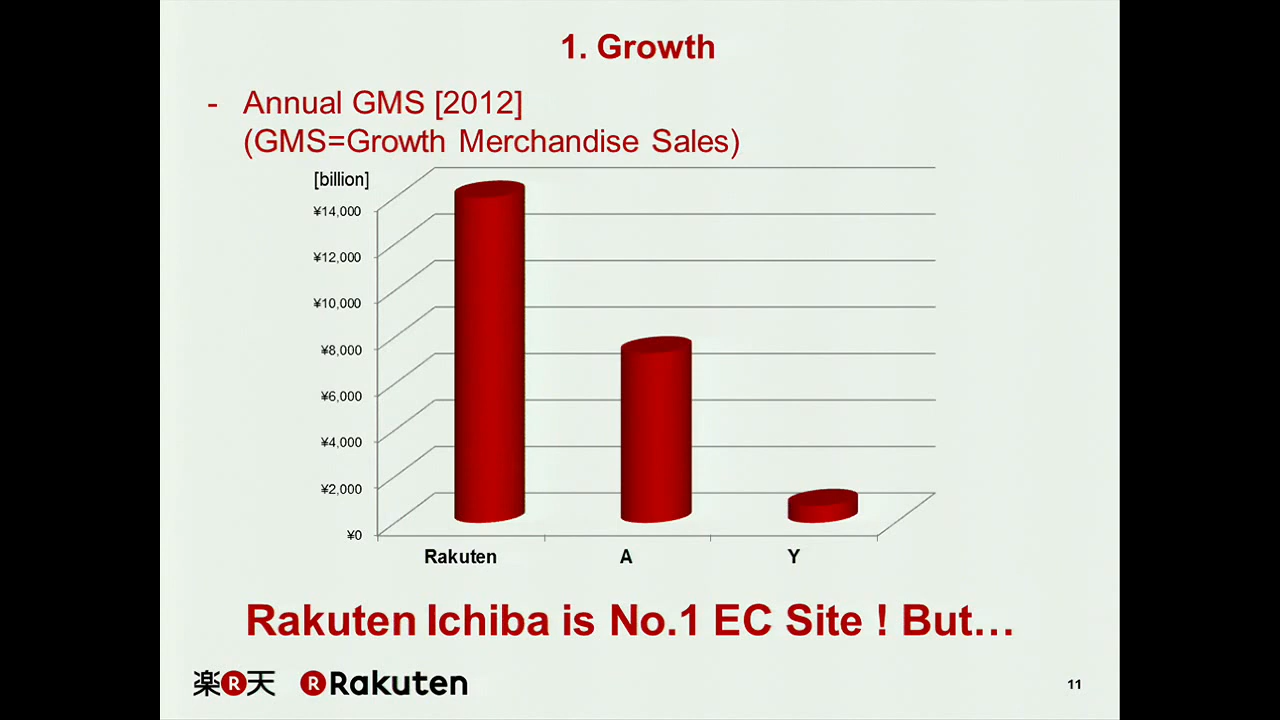 1. Growth
- Annual GMS [2012]
(GMS=Growth Merchandise Sales)
[billion]
¥14,000
¥12,000
¥10,000
¥8,000
¥6,000
¥4,000
¥2,000
¥0
Rakuten A Y
Rakuten Ichiba is No.1 EC Site ! But…
楽R天 R Rakuten 11